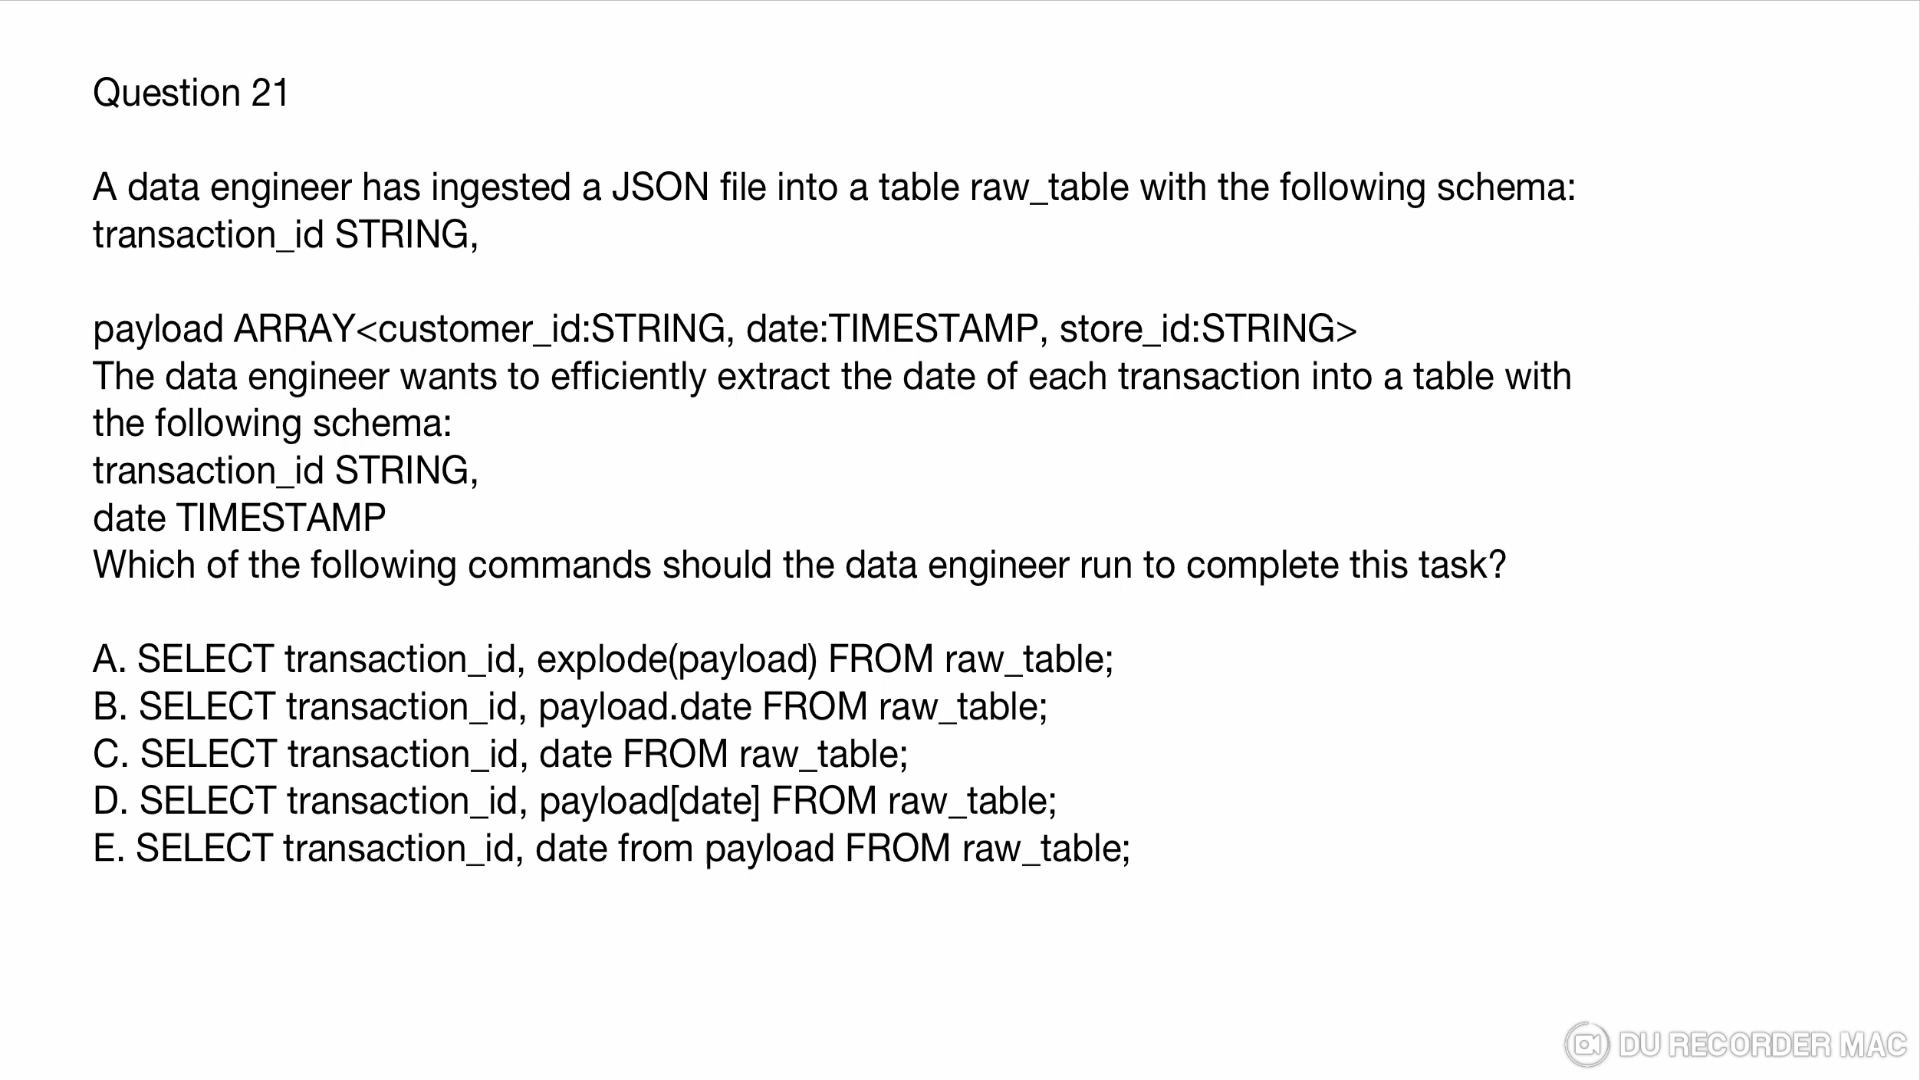 Question 21
A data engineer has ingested a JSON file into a table raw_table with the following schema:
transaction_id STRING,
payload ARRAY<customer_id:STRING, date:TIMESTAMP, store_id:STRING>
The data engineer wants to efficiently extract the date of each transaction into a table with
the following schema:
transaction_id STRING,
date TIMESTAMP
Which of the following commands should the data engineer run to complete this task?
A. SELECT transaction_id, explode(payload) FROM raw_table;
B. SELECT transaction_id, payload.date FROM raw_table;
C. SELECT transaction_id, date FROM raw_table;
D. SELECT transaction_id, payload[date] FROM raw_table;
E. SELECT transaction_id, date from payload FROM raw_table;
DU RECORDER MAC